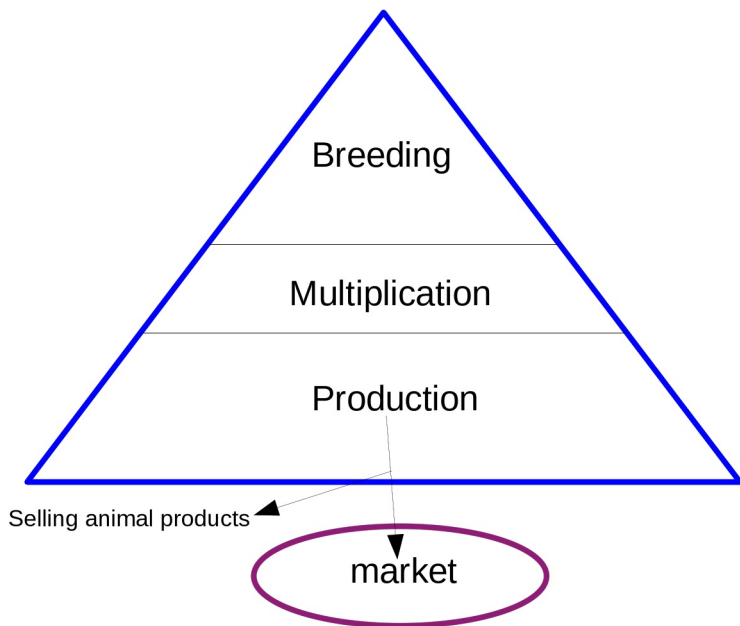 Breeding
Multiplication
Production
Selling animal products
market